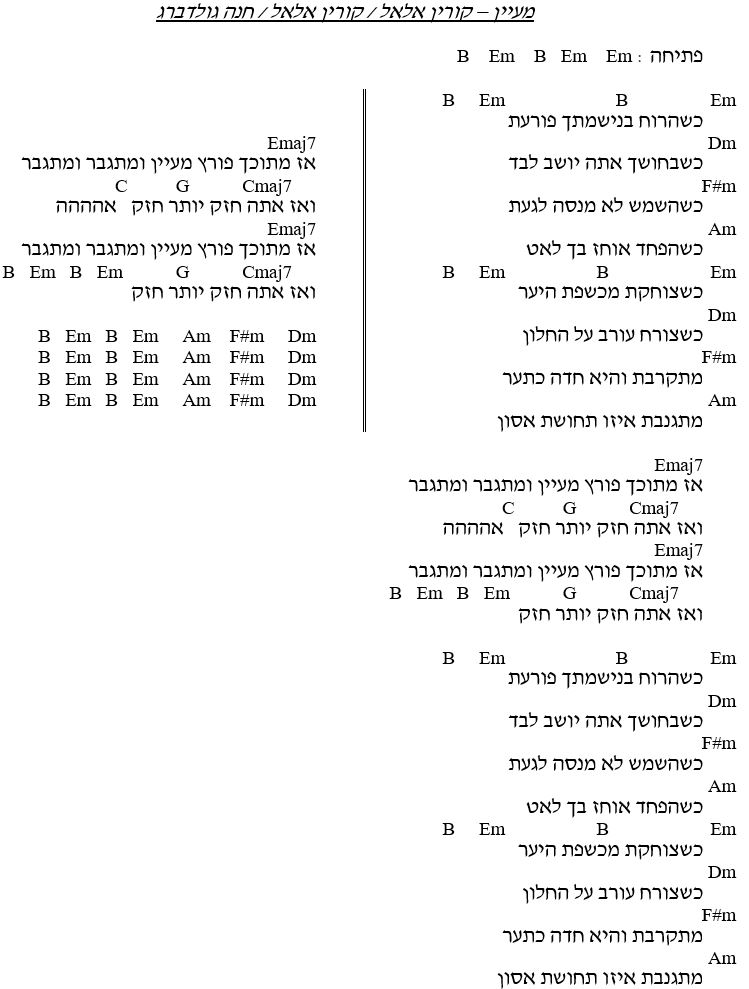 מעיין – קורין אלאל / קורין אלאל / חנה גולדברג
פתיחה : B Em B Em Em
B Em B Em
כשהרוח בנישמתך פורעת
Dm
כשבחושך אתה יושב לבד
F#m
כשהשמש לא מנסה לגעת
Am
כשהפחד אוחז בך לאט
B Em B Em
כשצוחקת מכשפת היער
Dm
כשצורח עורב על החלון
F#m
מתקרבת והיא חדה כתער
Am
מתגנבת איזו תחושת אסון
Emaj7
אז מתוכך פורץ מעיין ומתגבר ומתגבר
C G Cmaj7
ואז אתה חזק יותר חזק אההההה
Emaj7
אז מתוכך פורץ מעיין ומתגבר ומתגבר
B Em B Em G Cmaj7
ואז אתה חזק יותר חזק
B Em B Em
כשהרוח בנישמתך פורעת
Dm
כשבחושך אתה יושב לבד
F#m
כשהשמש לא מנסה לגעת
Am
כשהפחד אוחז בך לאט
B Em B Em
כשצוחקת מכשפת היער
Dm
כשצורח עורב על החלון
F#m
מתקרבת והיא חדה כתער
Am
מתגנבת איזו תחושת אסון
Emaj7
אז מתוכך פורץ מעיין ומתגבר ומתגבר
C G Cmaj7
ואז אתה חזק יותר חזק אההההה
Emaj7
אז מתוכך פורץ מעיין ומתגבר ומתגבר
B Em B Em G Cmaj7
ואז אתה חזק יותר חזק
B Em B Em Am F#m Dm
B Em B Em Am F#m Dm
B Em B Em Am F#m Dm
B Em B Em Am F#m Dm